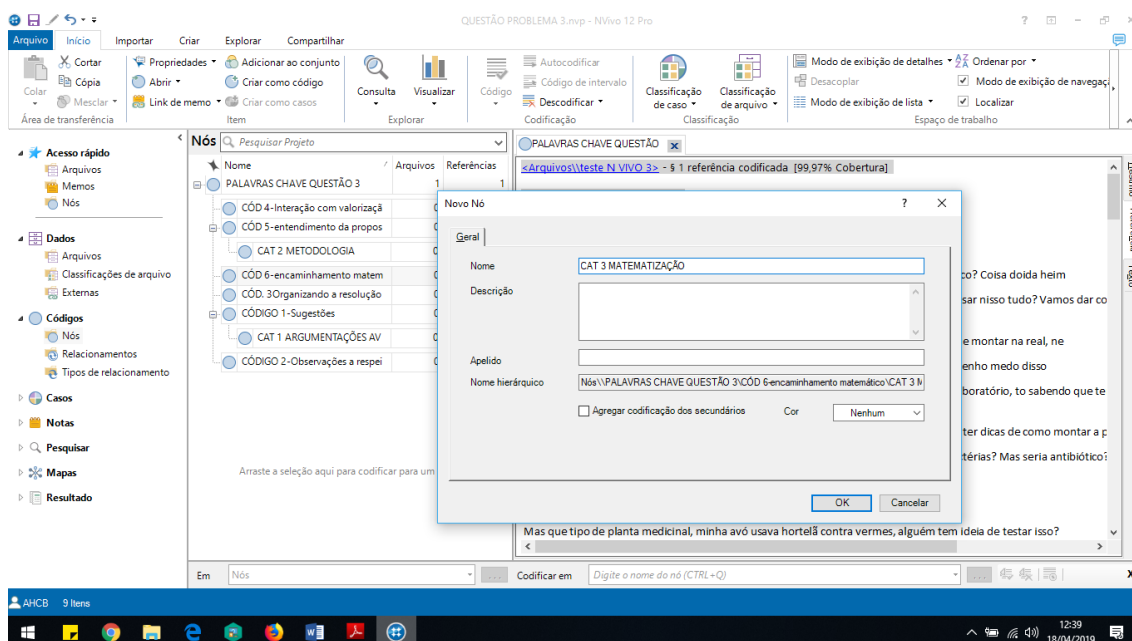 QUESTÃO PROBLEMA 3.nvp - NVivo 12 Pro
Arquivo Início Importar Criar Explorar Compartilhar
Colar
Cortar
Cópia
Mesclar
Área de transferência
Propriedades
Abrir
Link de memo
Adicionar ao conjunto
Criar como código
Criar como casos
Item
Consulta
Visualizar
Explorar
Código
Autocodificar
Código de intervalo
Descodificar
Codificação
Classificação de caso
Classificação de arquivo
Classificação
Modo de exibição de detalhes
Desacoplar
Modo de exibição de lista
Ordenar por
Modo de exibição de navegaç
Localizar
Espaço de trabalho
Acesso rápido
Arquivos
Memos
Nós
Dados
Arquivos
Classificações de arquivo
Externas
Códigos
Nós
Relacionamentos
Tipos de relacionamento
Casos
Notas
Pesquisar
Mapas
Resultado
Nós Pesquisar Projeto
Nome Arquivos Referências
PALAVRAS CHAVE QUESTÃO 3 1 1
CÓD 4-Interação com valorizaçã
CÓD 5-entendimento da propos
CAT 2 METODOLOGIA
CÓD 6-encaminhamento matem
CÓD. 3Organizando a resolução
CÓDIGO 1-Sugestões
CAT 1 ARGUMENTAÇÕES AV
CÓDIGO 2-Observações a respei
Arraste a seleção aqui para codificar para um
PALAVRAS CHAVE QUESTÃO x
<Arquivos\\teste N VIVO 3> - § 1 referência codificada [99,97% Cobertura]
co? Coisa doida heim
sar nisso tudo? Vamos dar co
e montar na real, ne
enho medo disso
boratório, to sabendo que te
ter dicas de como montar a p
ctérias? Mas seria antibiótico?
Mas que tipo de planta medicinal, minha avó usava hortelã contra vermes, alguém tem ideia de testar isso?
Novo Nó ? X
Geral
Nome CAT 3 MATEMATIZAÇÃO
Descrição
Apelido
Nome hierárquico Nós\\PALAVRAS CHAVE QUESTÃO 3\CÓD 6-encaminhamento matemático\CAT 3 M
Agregar codificação dos secundários Cor Nenhum
OK Cancelar
Em Nós ... Codificar em Digite o nome do nó (CTRL+Q) ... X
AHCB 9 Itens
12:39
18/04/2019